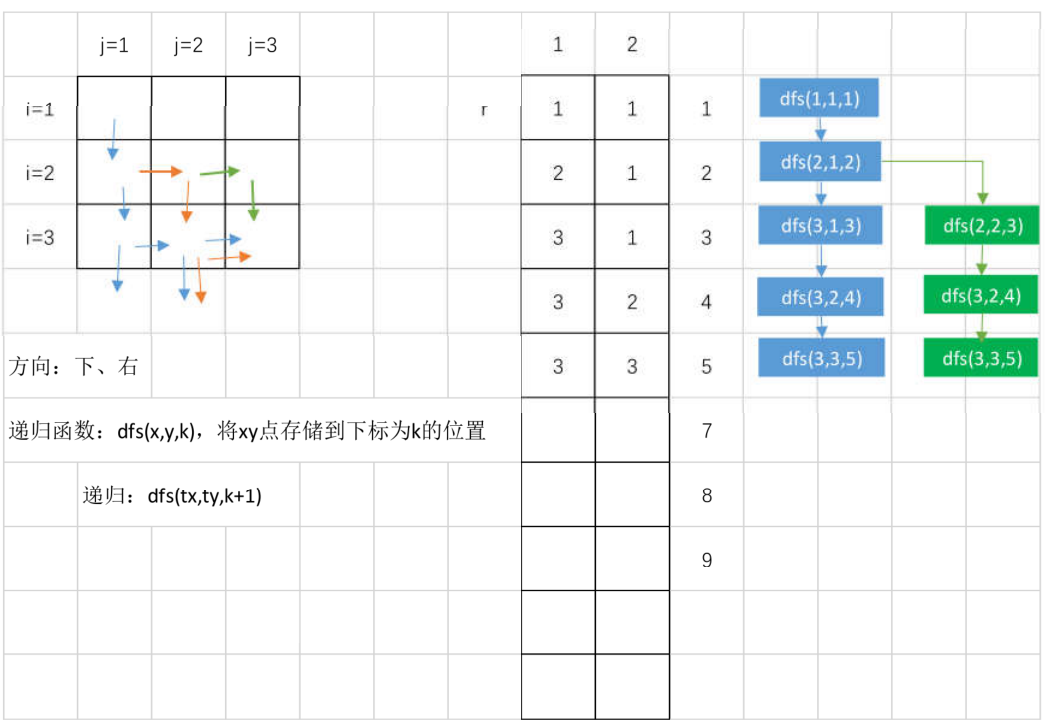 j=1 j=2 j=3 1 2
i=1 r 1 1 1 dfs(1,1,1)
i=2 2 1 2 dfs(2,1,2)
i=3 3 1 3 dfs(3,1,3) dfs(2,2,3)
3 2 4 dfs(3,2,4) dfs(3,2,4)
方向：下、右 3 3 5 dfs(3,3,5) dfs(3,3,5)
递归函数：dfs(x,y,k)，将xy点存储到下标为k的位置 7
递归：dfs(tx,ty,k+1) 8
9